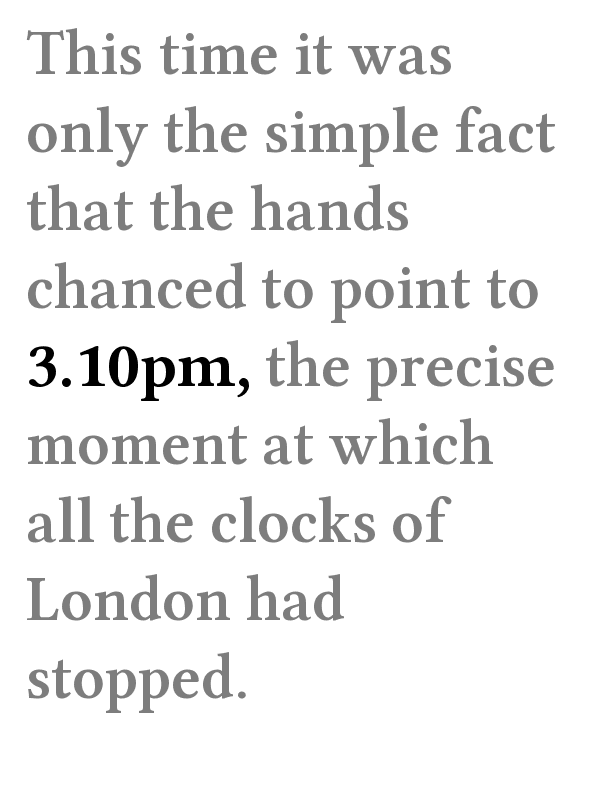 This time it was
only the simple fact
that the hands
chanced to point to
3.10pm, the precise
moment at which
all the clocks of
London had
stopped.